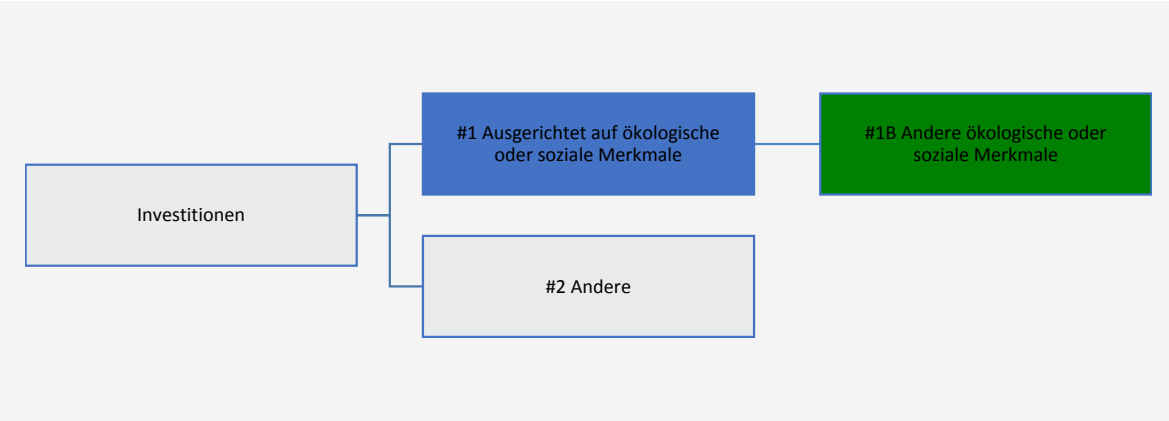 #1 Ausgerichtet auf ökologische
oder soziale Merkmale
#1B Andere ökologische oder
soziale Merkmale
Investitionen
#2 Andere